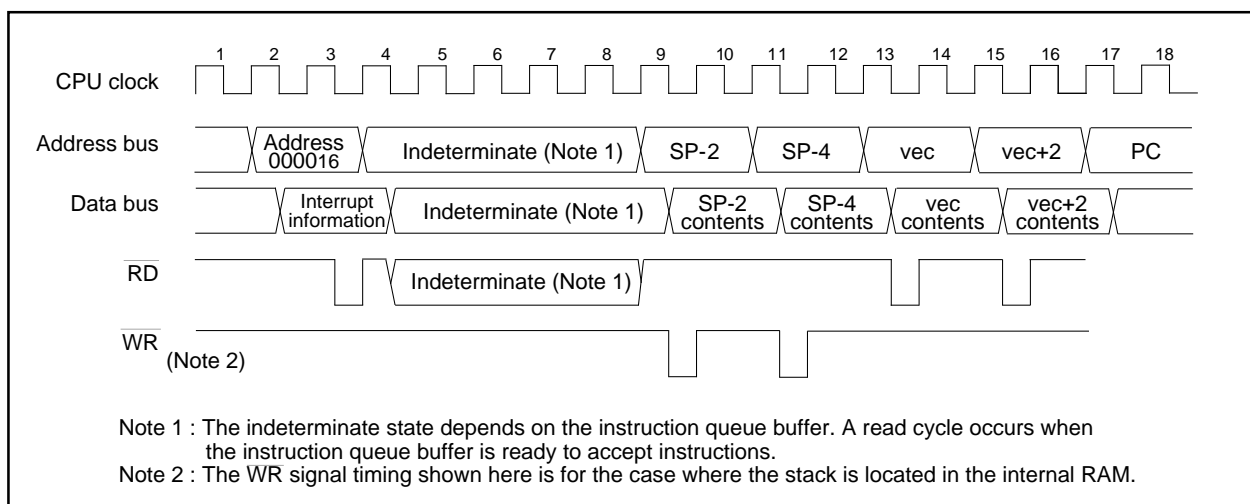 1 2 3 4 5 6 7 8 9 10 11 12 13 14 15 16 17 18
CPU clock
Address bus
Address
000016
Indeterminate (Note 1)
SP-2
SP-4
vec
vec+2
PC
Data bus
Interrupt
information
Indeterminate (Note 1)
SP-2
contents
SP-4
contents
vec
contents
vec+2
contents
RD
Indeterminate (Note 1)
WR
(Note 2)
Note 1 : The indeterminate state depends on the instruction queue buffer. A read cycle occurs when
the instruction queue buffer is ready to accept instructions.
Note 2 : The WR signal timing shown here is for the case where the stack is located in the internal RAM.